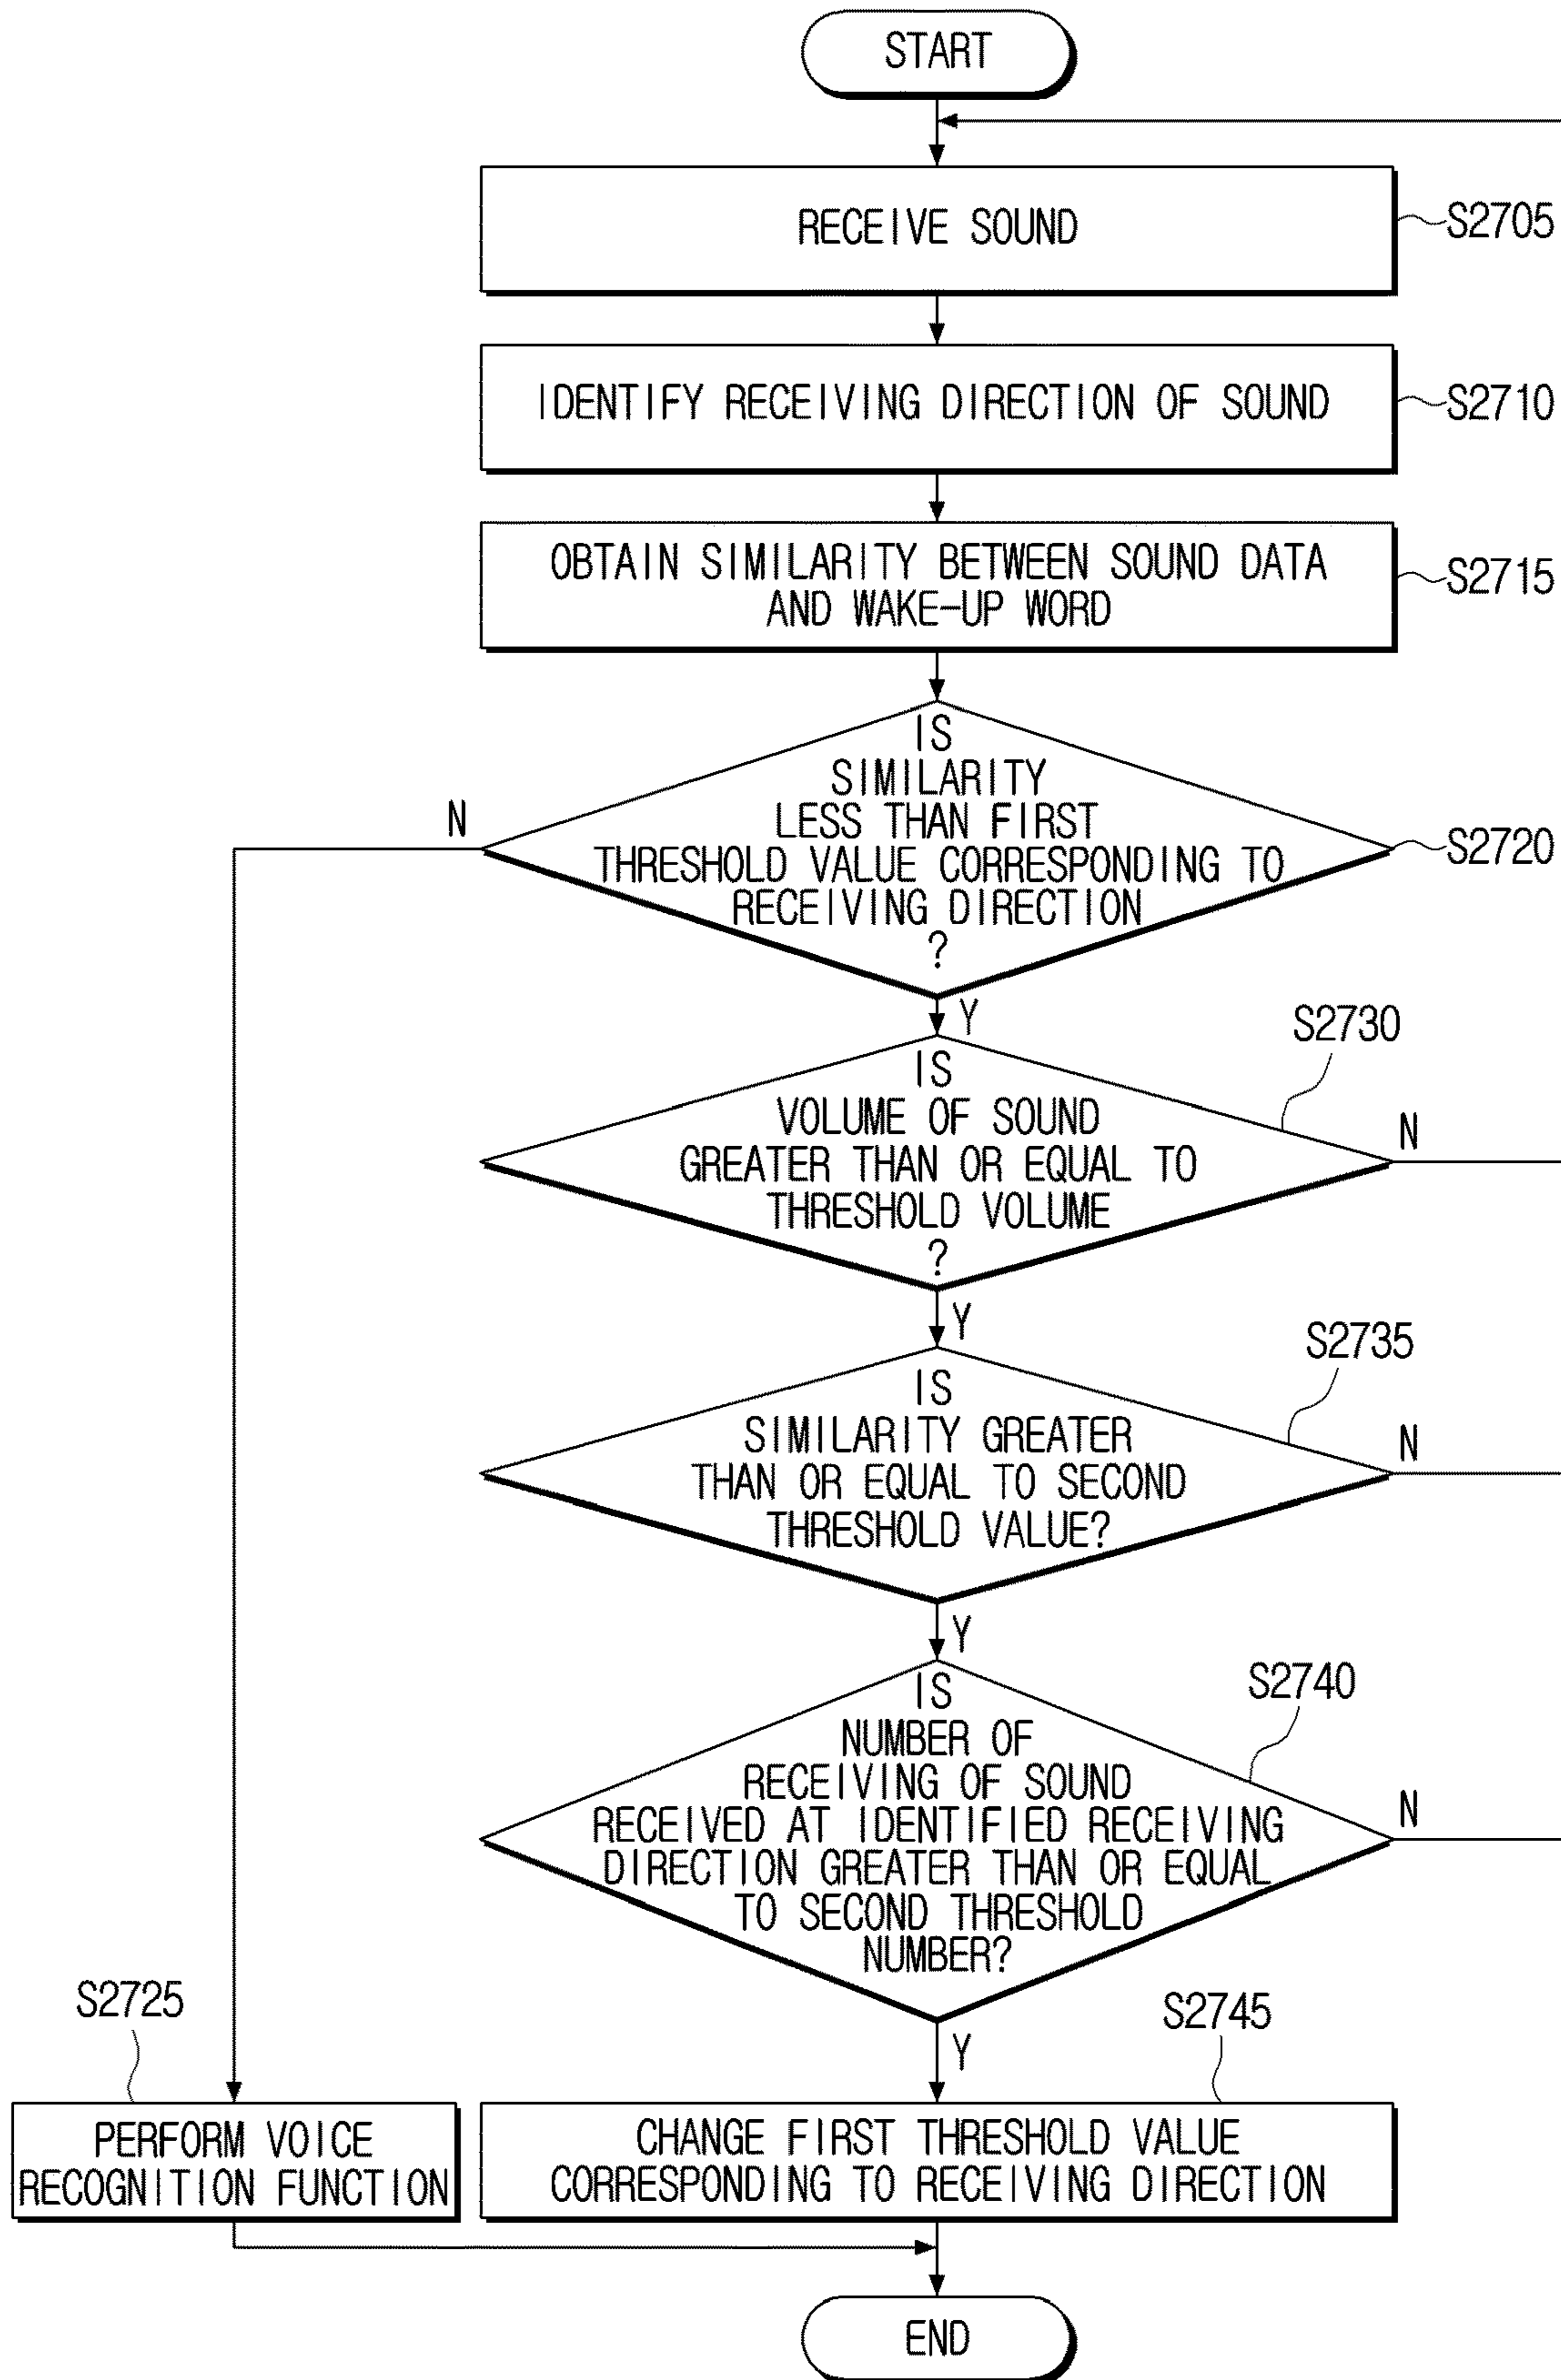 START
RECEIVE SOUND
S2705
IDENTIFY RECEIVING DIRECTION OF SOUND
S2710
OBTAIN SIMILARITY BETWEEN SOUND DATA
AND WAKE-UP WORD
S2715
IS
SIMILARITY
LESS THAN FIRST
THRESHOLD VALUE CORRESPONDING TO
RECEIVING DIRECTION
?
N
S2720
Y
S2730
IS
VOLUME OF SOUND
GREATER THAN OR EQUAL TO
THRESHOLD VOLUME
?
N
Y
S2735
IS
SIMILARITY GREATER
THAN OR EQUAL TO SECOND
THRESHOLD VALUE?
N
Y
S2740
IS
NUMBER OF
RECEIVING OF SOUND
RECEIVED AT IDENTIFIED RECEIVING
DIRECTION GREATER THAN OR EQUAL
TO SECOND THRESHOLD
NUMBER?
N
Y
S2725
PERFORM VOICE
RECOGNITION FUNCTION
S2745
CHANGE FIRST THRESHOLD VALUE
CORRESPONDING TO RECEIVING DIRECTION
END